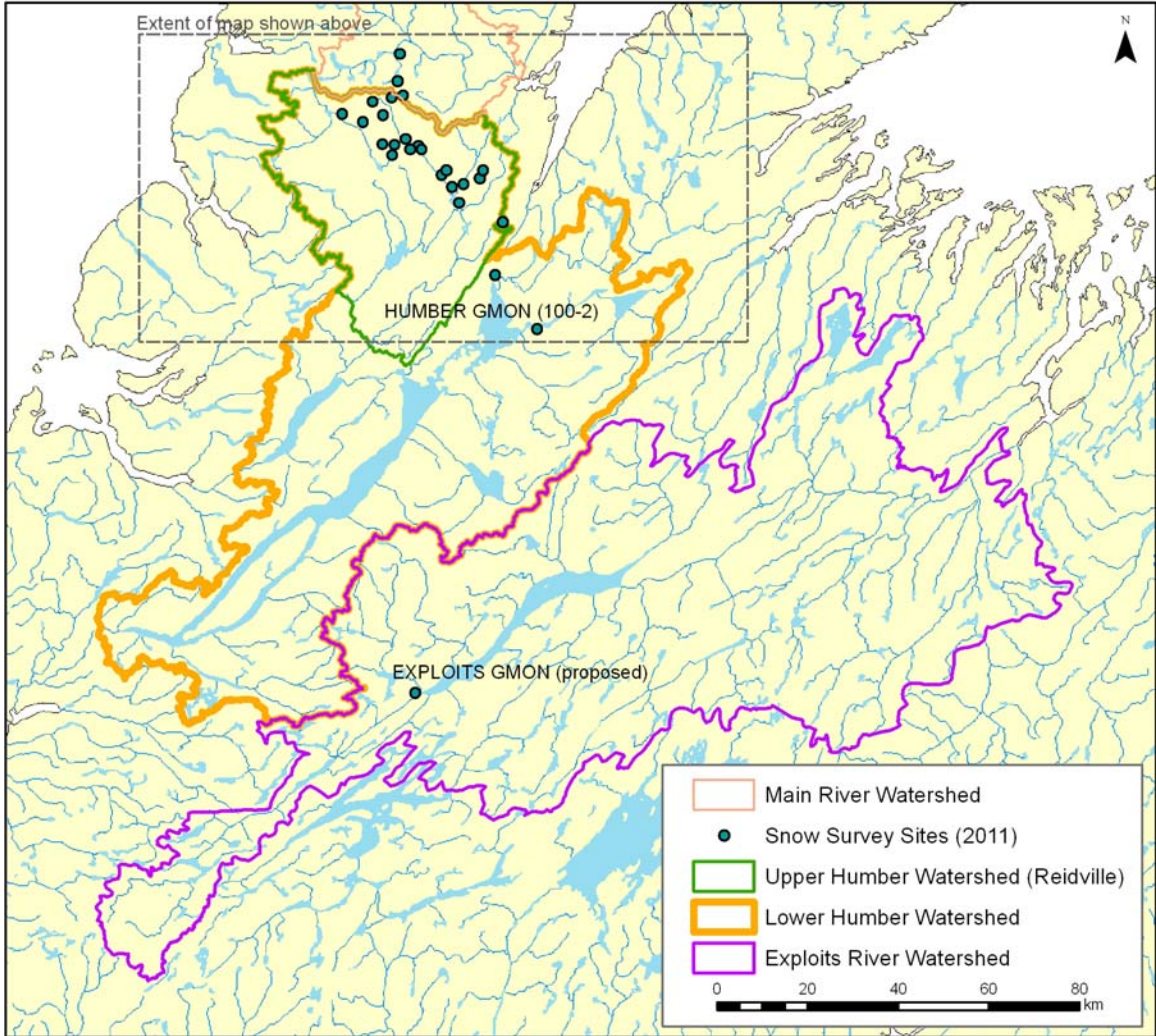 Extent of map shown above
N
HUMBER GMON (100-2)
EXPLOITS GMON (proposed)
Main River Watershed
Snow Survey Sites (2011)
Upper Humber Watershed (Reidville)
Lower Humber Watershed
Exploits River Watershed
0 20 40 60 80
km